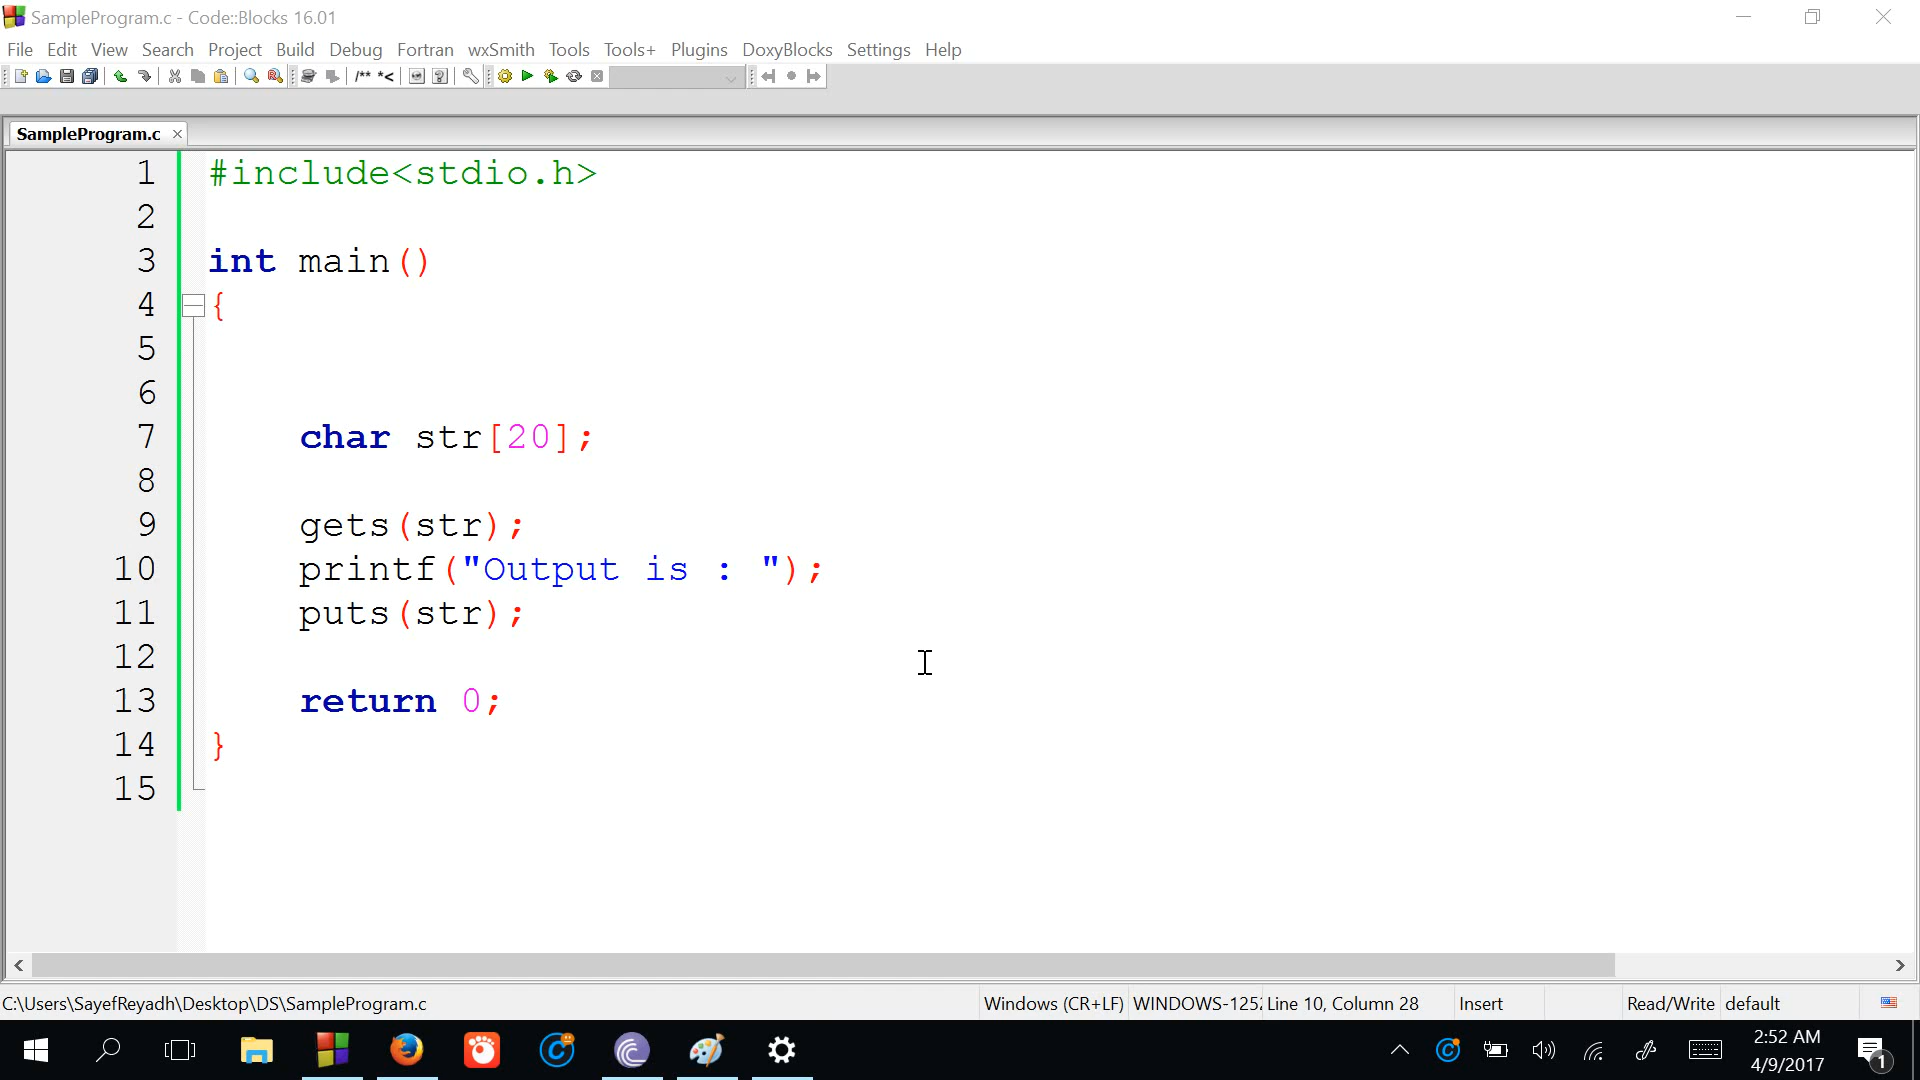 SampleProgram.c - Code::Blocks 16.01
File Edit View Search Project Build Debug Fortran wxSmith Tools Tools+ Plugins DoxyBlocks Settings Help
/** *<
SampleProgram.c
1 #include<stdio.h>
2
3 int main()
4 {
5
6
7 char str[20];
8
9 gets(str);
10 printf("Output is : ");
11 puts(str);
12
13 return 0;
14 }
15
C:\Users\SayefReyadh\Desktop\DS\SampleProgram.c Windows (CR+LF) WINDOWS-125 Line 10, Column 28 Insert Read/Write default
2:52 AM
4/9/2017
1